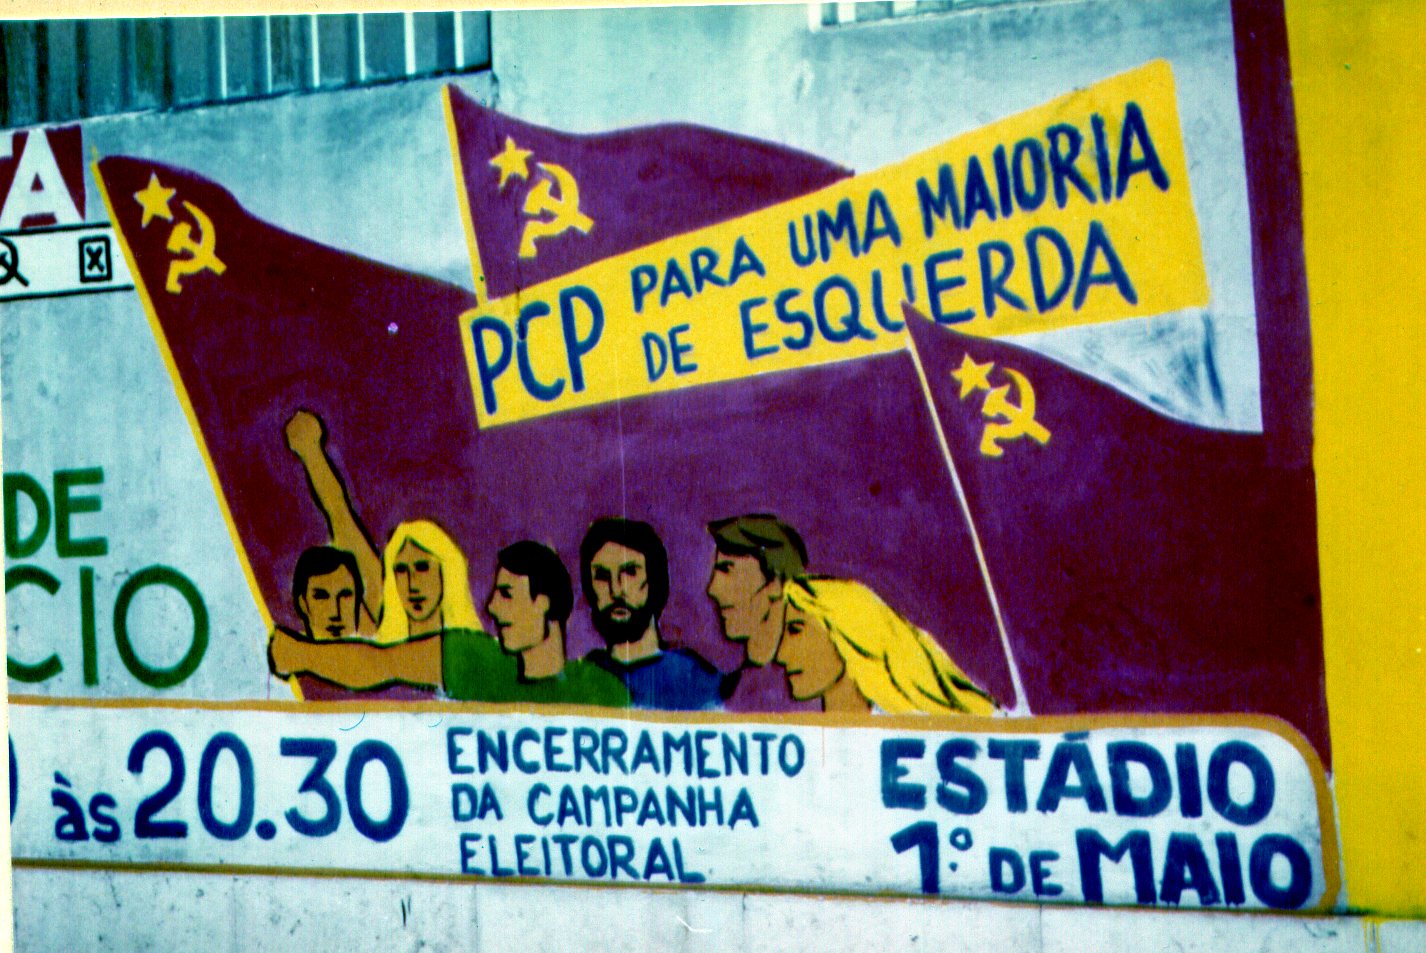 A
PCP PARA UMA MAIORIA
DE ESQUERDA
DE
CIO
às 20.30
ENCERRAMENTO
DA CAMPANHA
ELEITORAL
ESTÁDIO
1º DE MAIO